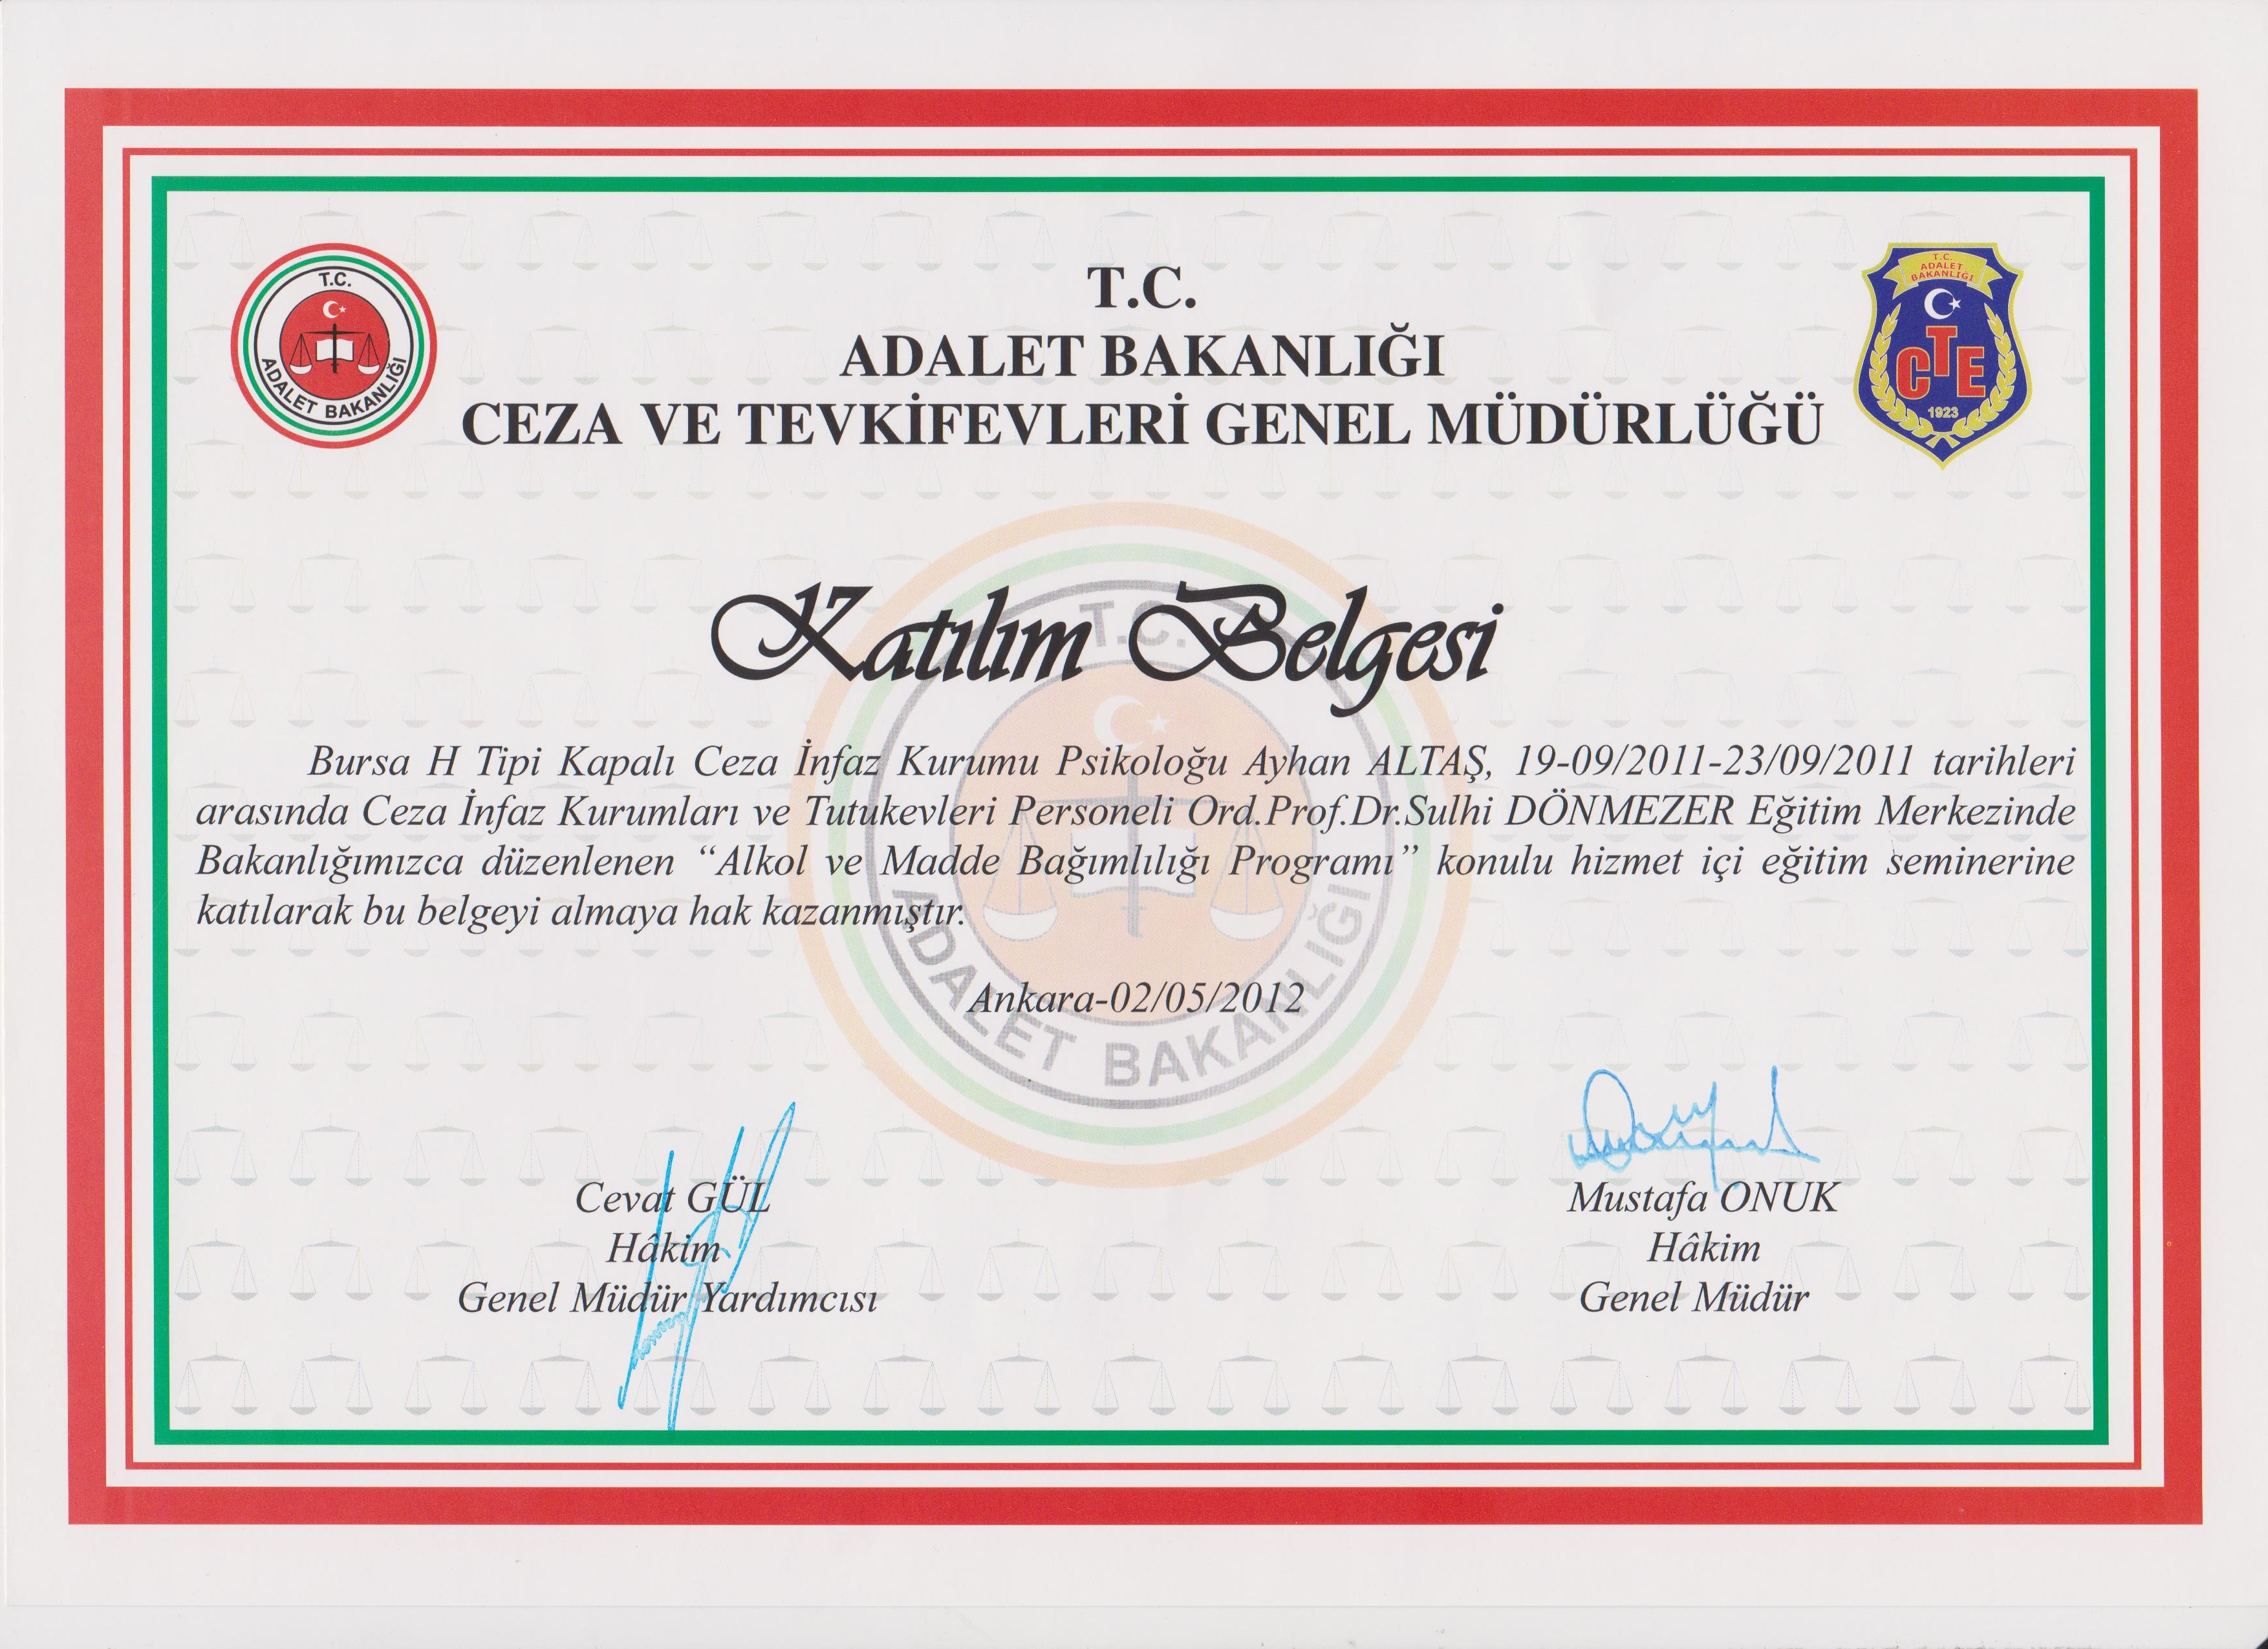 T.C.
ADALET BAKANLIĞI
T.C.
ADALET BAKANLIĞI
CEZA VE TEVKİFEVLERİ GENEL MÜDÜRLÜĞÜ
T.C.
ADALET
BAKANLIĞI
CTE
1923
Katılım Belgesi
T.C.
ADALET BAKANLIĞI
Bursa H Tipi Kapalı Ceza İnfaz Kurumu Psikoloğu Ayhan ALTAŞ, 19-09/2011-23/09/2011 tarihleri
arasında Ceza İnfaz Kurumları ve Tutukevleri Personeli Ord.Prof.Dr.Sulhi DÖNMEZER Eğitim Merkezinde
Bakanlığımızca düzenlenen “Alkol ve Madde Bağımlılığı Programı” konulu hizmet içi eğitim seminerine
katılarak bu belgeyi almaya hak kazanmıştır.
Ankara-02/05/2012
Cevat GÜL
Hâkim
Genel Müdür Yardımcısı
Mustafa ONUK
Hâkim
Genel Müdür